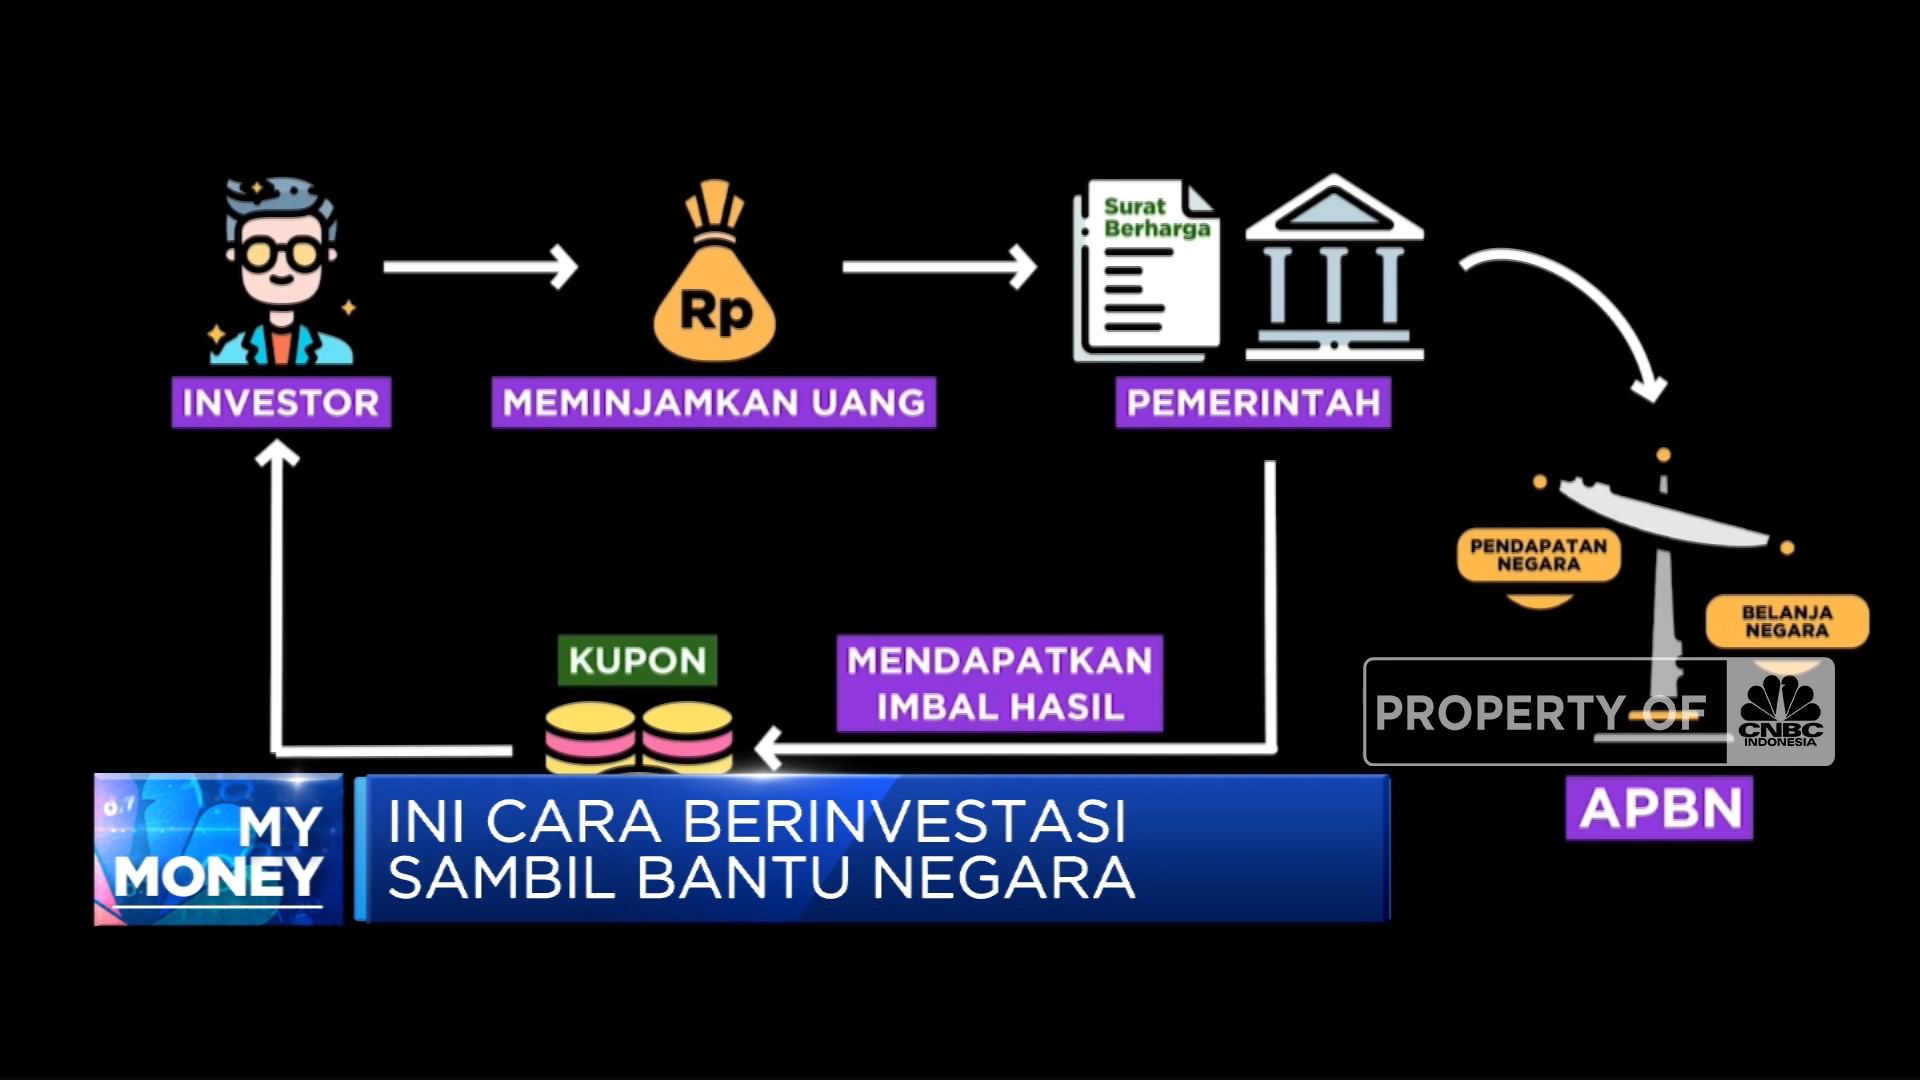 Surat
Berharga
Rp
INVESTOR
MEMINJAMKAN UANG
PEMERINTAH
PENDAPATAN
NEGARA
BELANJA
NEGARA
KUPON
MENDAPATKAN
IMBAL HASIL
PROPERTY OF
CNBC
INDONESIA
APBN
MY
MONEY
INI CARA BERINVESTASI
SAMBIL BANTU NEGARA